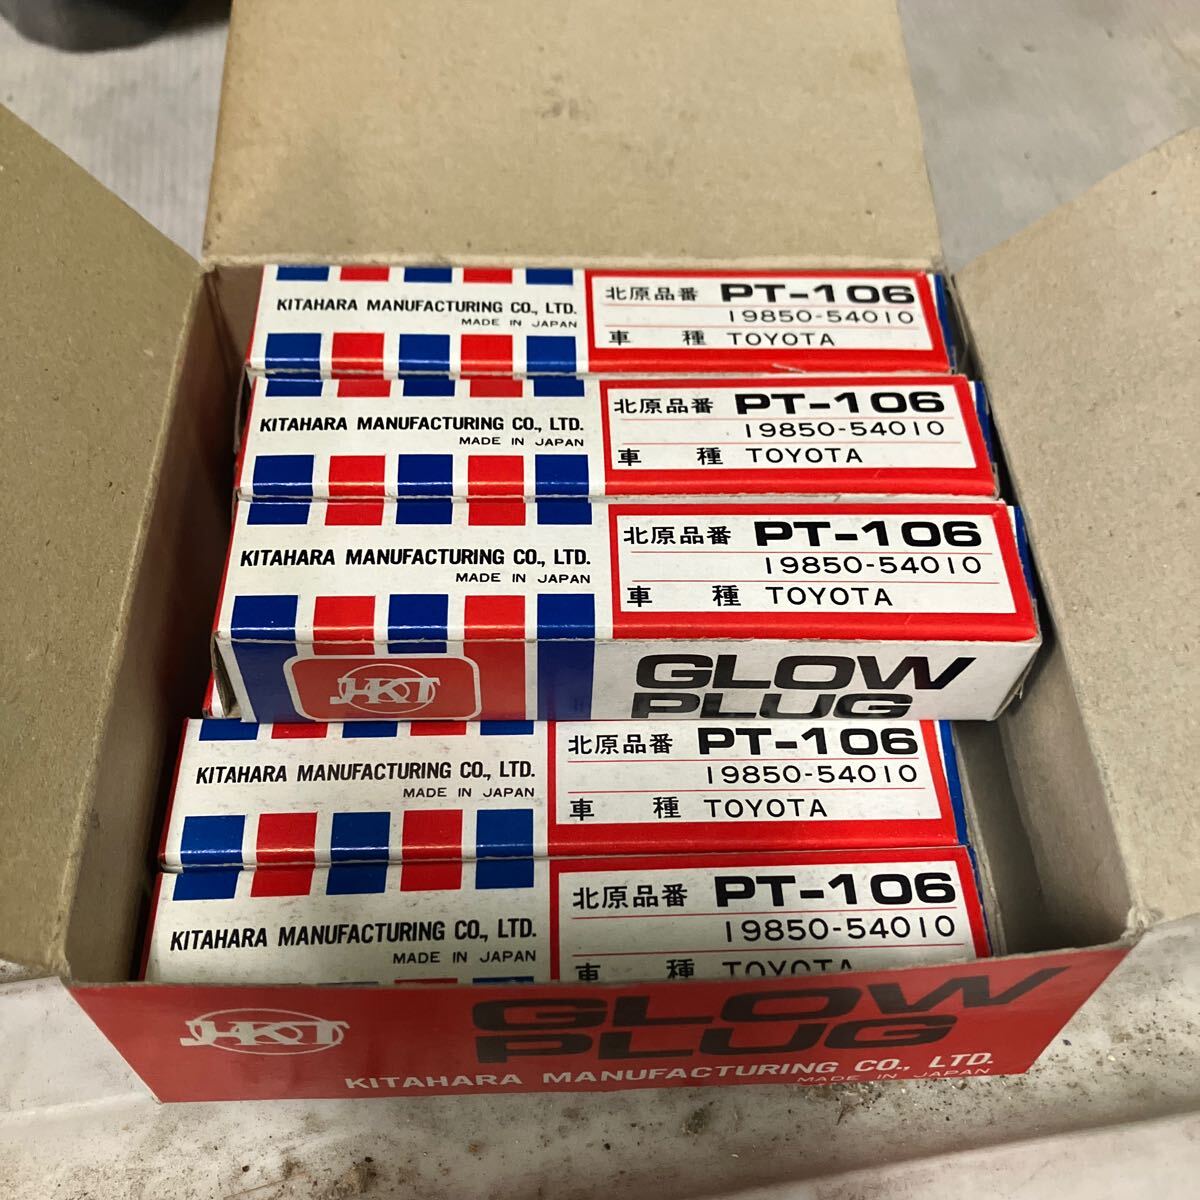 KITAHARA MANUFACTURING CO., LTD.
MADE IN JAPAN
北原品番 PT-106
19850-54010
車 種 TOYOTA
KITAHARA MANUFACTURING CO., LTD.
MADE IN JAPAN
北原品番 PT-106
19850-54010
車 種 TOYOTA
KITAHARA MANUFACTURING CO., LTD.
MADE IN JAPAN
北原品番 PT-106
19850-54010
車 種 TOYOTA
JHKT
GLOW
PLUG
KITAHARA MANUFACTURING CO., LTD.
MADE IN JAPAN
北原品番 PT-106
19850-54010
車 種 TOYOTA
KITAHARA MANUFACTURING CO., LTD.
MADE IN JAPAN
北原品番 PT-106
19850-54010
車 種 TOYOTA
JHKT
GLOW
PLUG
KITAHARA MANUFACTURING CO., LTD.
MADE IN JAPAN